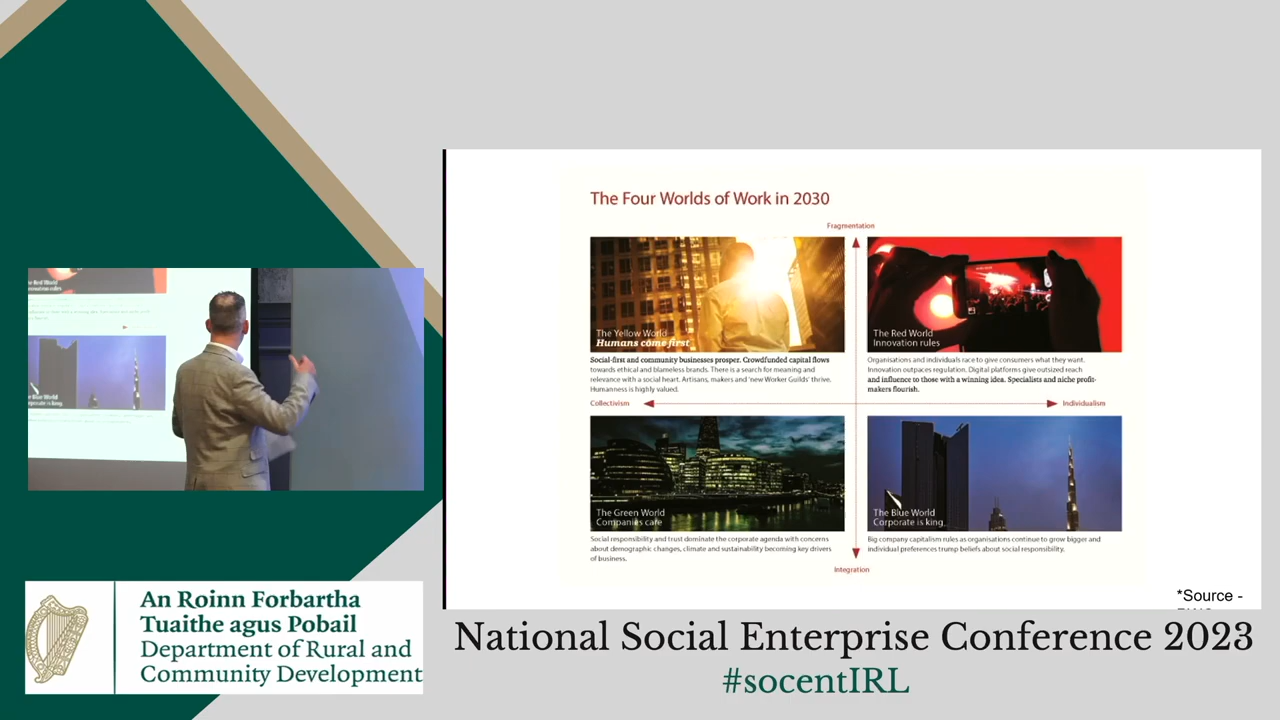 The Four Worlds of Work in 2030
Fragmentation
The Yellow World
Humans come first
Social-first and community businesses prosper. Crowdfunded capital flows
towards ethical and blameless brands. There is a search for meaning and
relevance with a social heart. Artisans, makers and 'new Worker Guilds' thrive.
Humanness is highly valued.
The Red World
Innovation rules
Organisations and individuals race to give consumers what they want.
Innovation outpaces regulation. Digital platforms give outsized reach
and influence to those with a winning idea. Specialists and niche profit-
makers flourish.
Collectivism
Individualism
The Green World
Companies care
Social responsibility and trust dominate the corporate agenda with concerns
about demographic changes, climate and sustainability becoming key drivers
of business.
The Blue World
Corporate is king
Big company capitalism rules as organisations continue to grow bigger and
individual preferences trump beliefs about social responsibility.
Integration
*Source -
An Roinn Forbartha
Tuaithe agus Pobail
Department of Rural and
Community Development
National Social Enterprise Conference 2023
#socentIRL